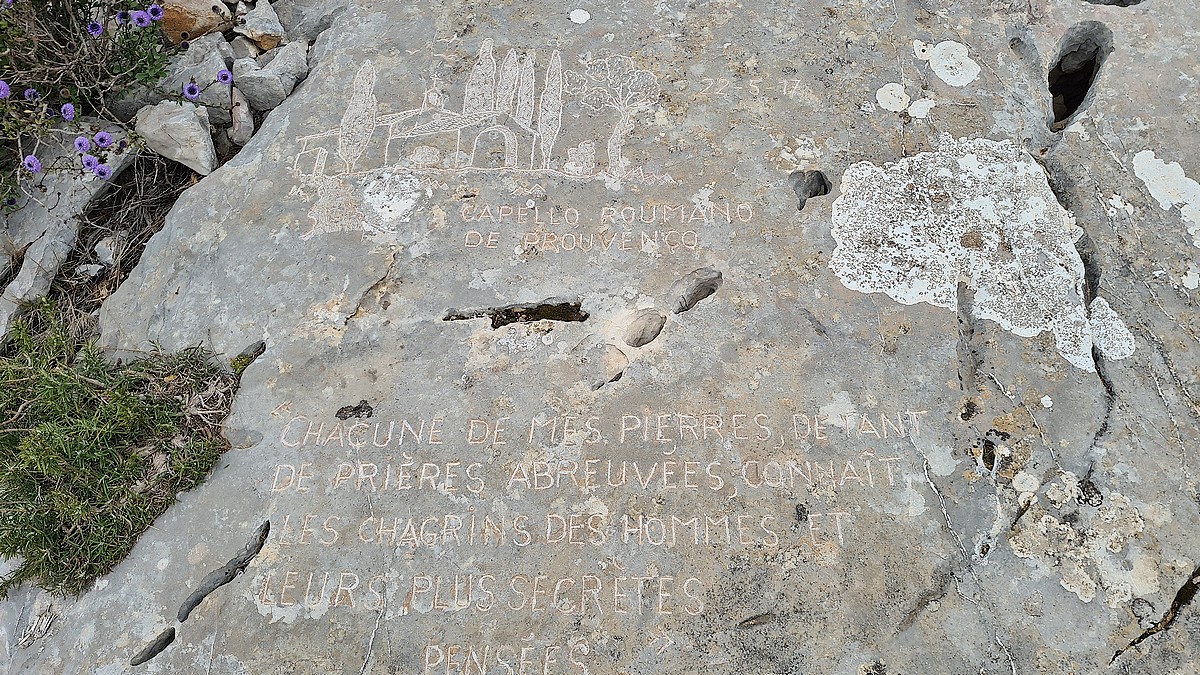 22 5 17
CAPELLO ROUMANO
DE PROUVENÇO
"CHACUNE DE MES PIERRES, DE TANT
DE PRIÈRES ABREUVÉES, CONNAÎT
LES CHAGRINS DES HOMMES ET
LEURS PLUS SECRÈTES
PENSÉES "